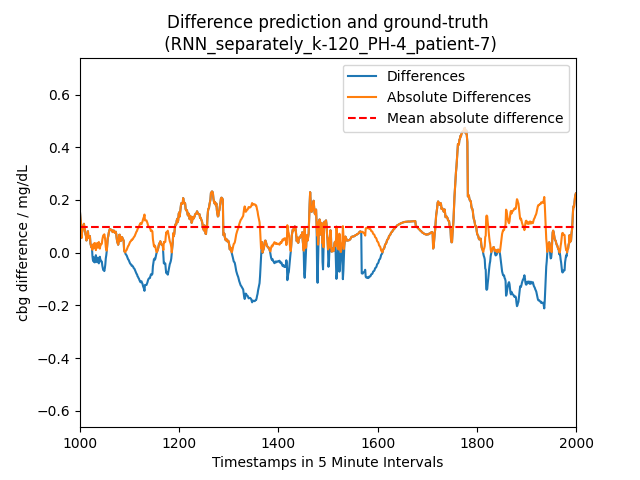 Difference prediction and ground-truth
(RNN_separately_k-120_PH-4_patient-7)
Differences
Absolute Differences
Mean absolute difference
cbg difference / mg/dL
0.6
0.4
0.2
0.0
−0.2
−0.4
−0.6
1000 1200 1400 1600 1800 2000
Timestamps in 5 Minute Intervals